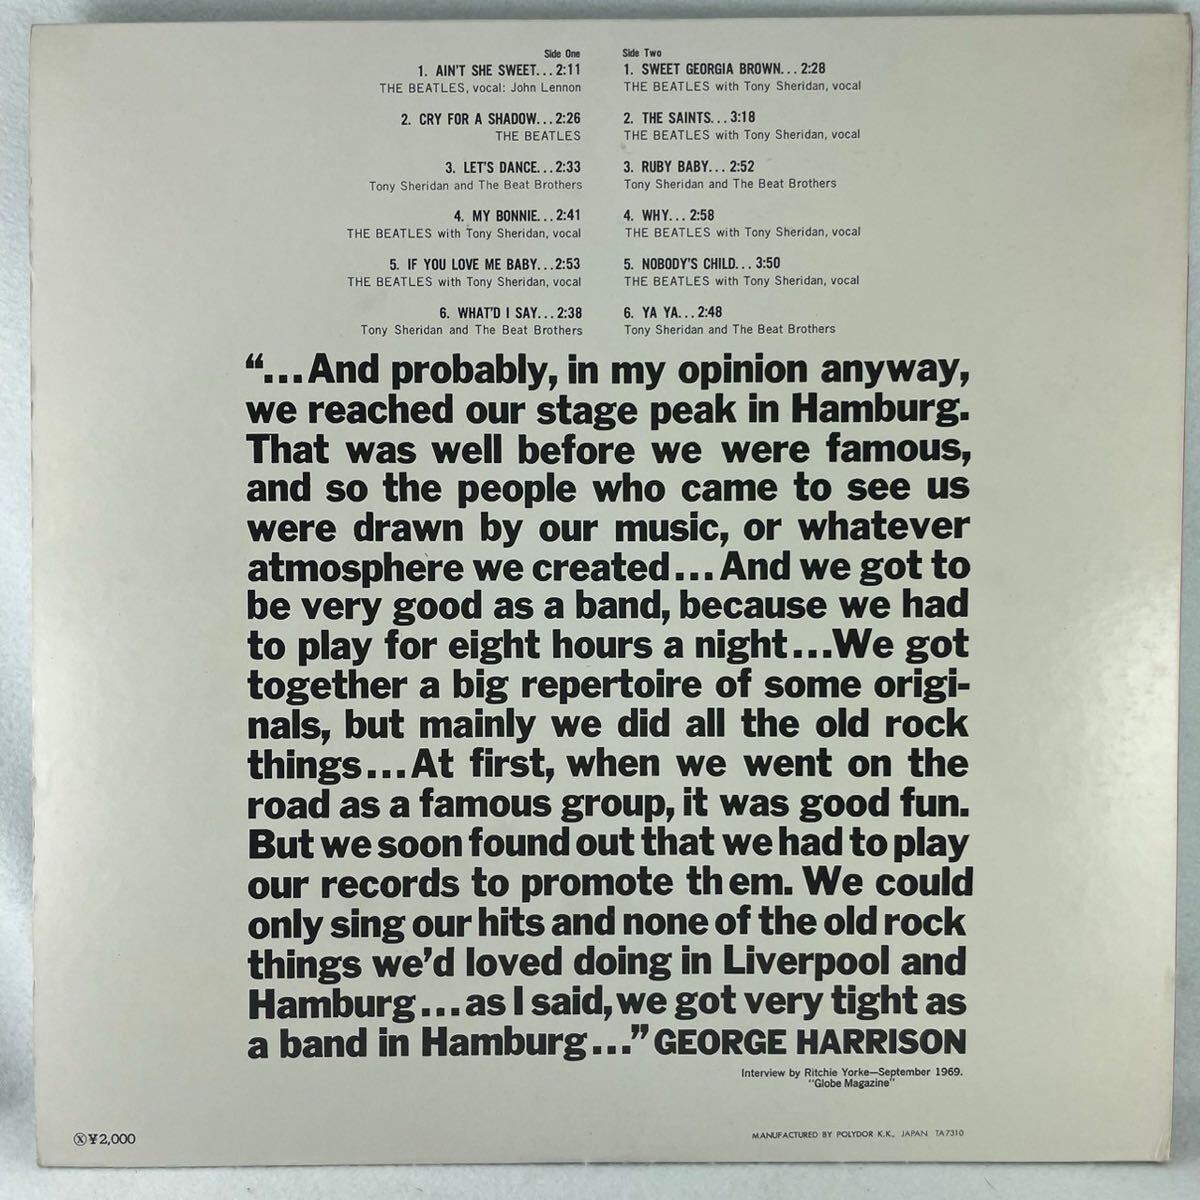 Side One
1. AIN'T SHE SWEET...2:11
THE BEATLES, vocal: John Lennon
2. CRY FOR A SHADOW...2:26
THE BEATLES
3. LET'S DANCE...2:33
Tony Sheridan and The Beat Brothers
4. MY BONNIE...2:41
THE BEATLES with Tony Sheridan, vocal
5. IF YOU LOVE ME BABY...2:53
THE BEATLES with Tony Sheridan, vocal
6. WHAT'D I SAY...2:38
Tony Sheridan and The Beat Brothers
Side Two
1. SWEET GEORGIA BROWN...2:28
THE BEATLES with Tony Sheridan, vocal
2. THE SAINTS...3:18
THE BEATLES with Tony Sheridan, vocal
3. RUBY BABY...2:52
Tony Sheridan and The Beat Brothers
4. WHY...2:58
THE BEATLES with Tony Sheridan, vocal
5. NOBODY'S CHILD...3:50
THE BEATLES with Tony Sheridan, vocal
6. YA YA...2:48
Tony Sheridan and The Beat Brothers
“...And probably, in my opinion anyway,
we reached our stage peak in Hamburg.
That was well before we were famous,
and so the people who came to see us
were drawn by our music, or whatever
atmosphere we created...And we got to
be very good as a band, because we had
to play for eight hours a night...We got
together a big repertoire of some origi-
nals, but mainly we did all the old rock
things...At first, when we went on the
road as a famous group, it was good fun.
But we soon found out that we had to play
our records to promote them. We could
only sing our hits and none of the old rock
things we'd loved doing in Liverpool and
Hamburg...as I said, we got very tight as
a band in Hamburg...” GEORGE HARRISON
Interview by Ritchie Yorke—September 1969.
"Globe Magazine"
Ⓧ¥2,000
MANUFACTURED BY POLYDOR K.K., JAPAN TA7310